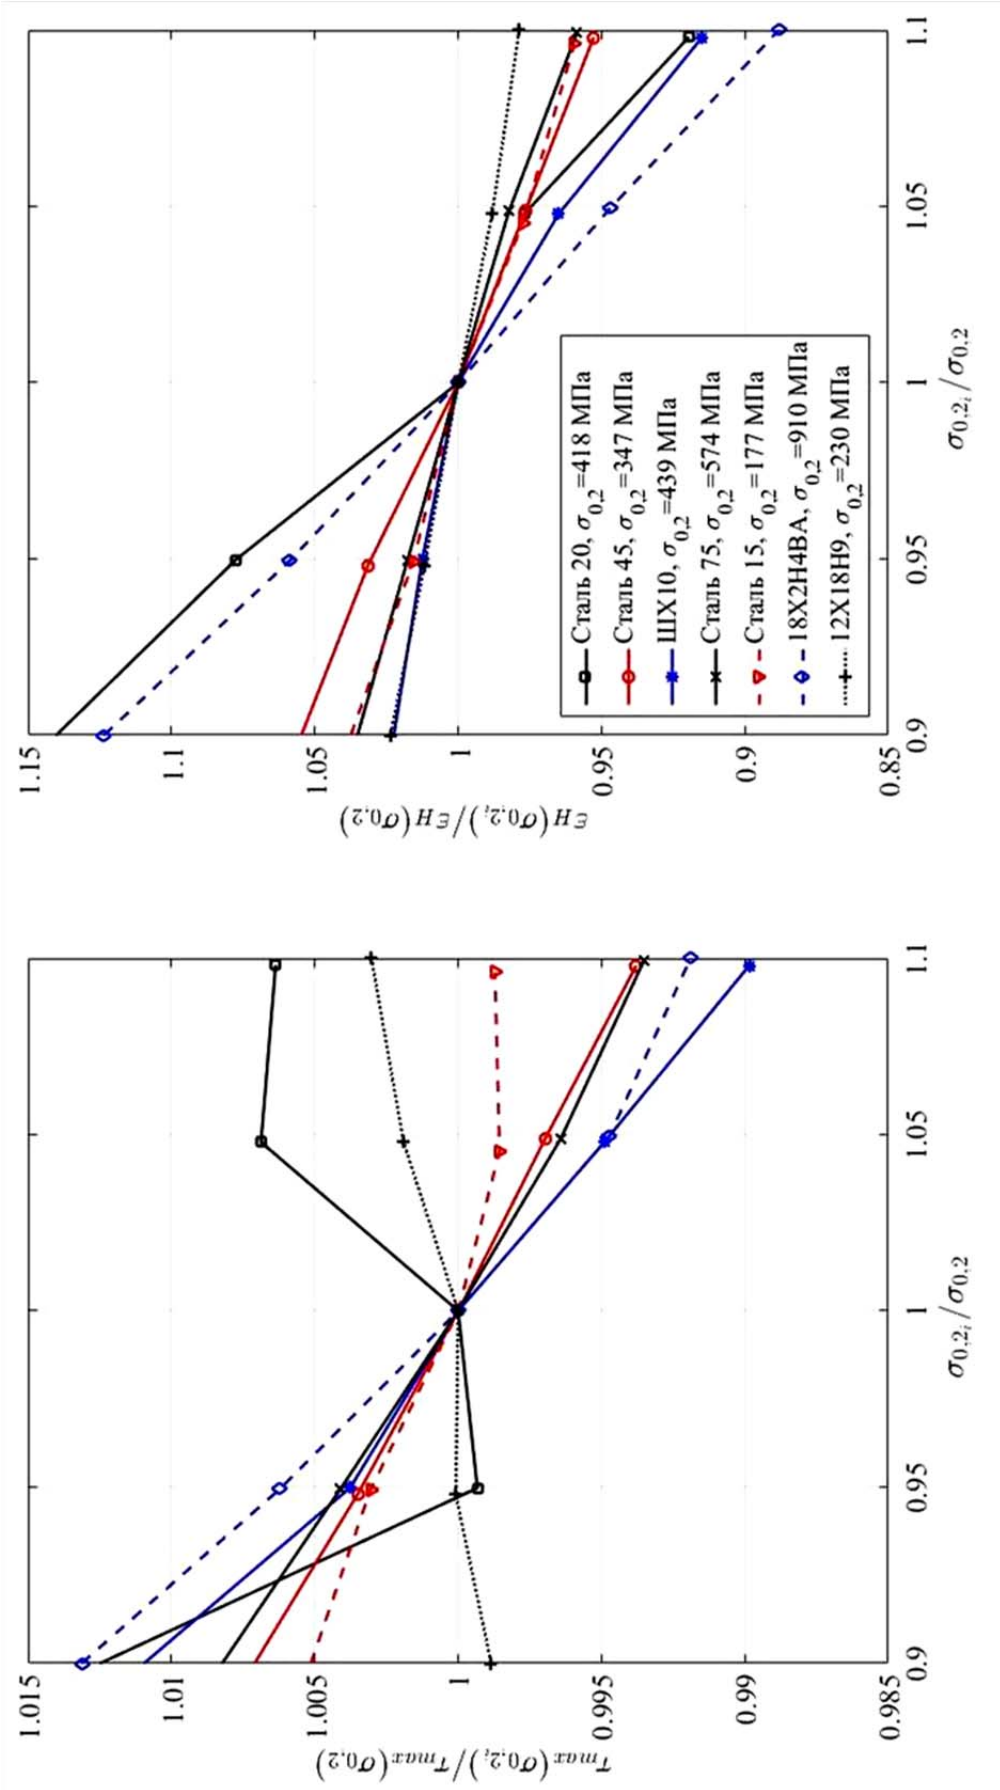 1.015
1.01
1.005
1
0.995
0.99
0.985
0.9
0.95
1
1.05
1.1
τmax(σ0,2i)/τmax(σ0,2)
σ0,2i/σ0,2
1.15
1.1
1.05
1
0.95
0.9
0.85
0.9
0.95
1
1.05
1.1
εH(σ0,2i)/εH(σ0,2)
σ0,2i/σ0,2
Сталь 20, σ0,2=418 МПа
Сталь 45, σ0,2=347 МПа
ШХ10, σ0,2=439 МПа
Сталь 75, σ0,2=574 МПа
Сталь 15, σ0,2=177 МПа
18Х2Н4ВА, σ0,2=910 МПа
12Х18Н9, σ0,2=230 МПа